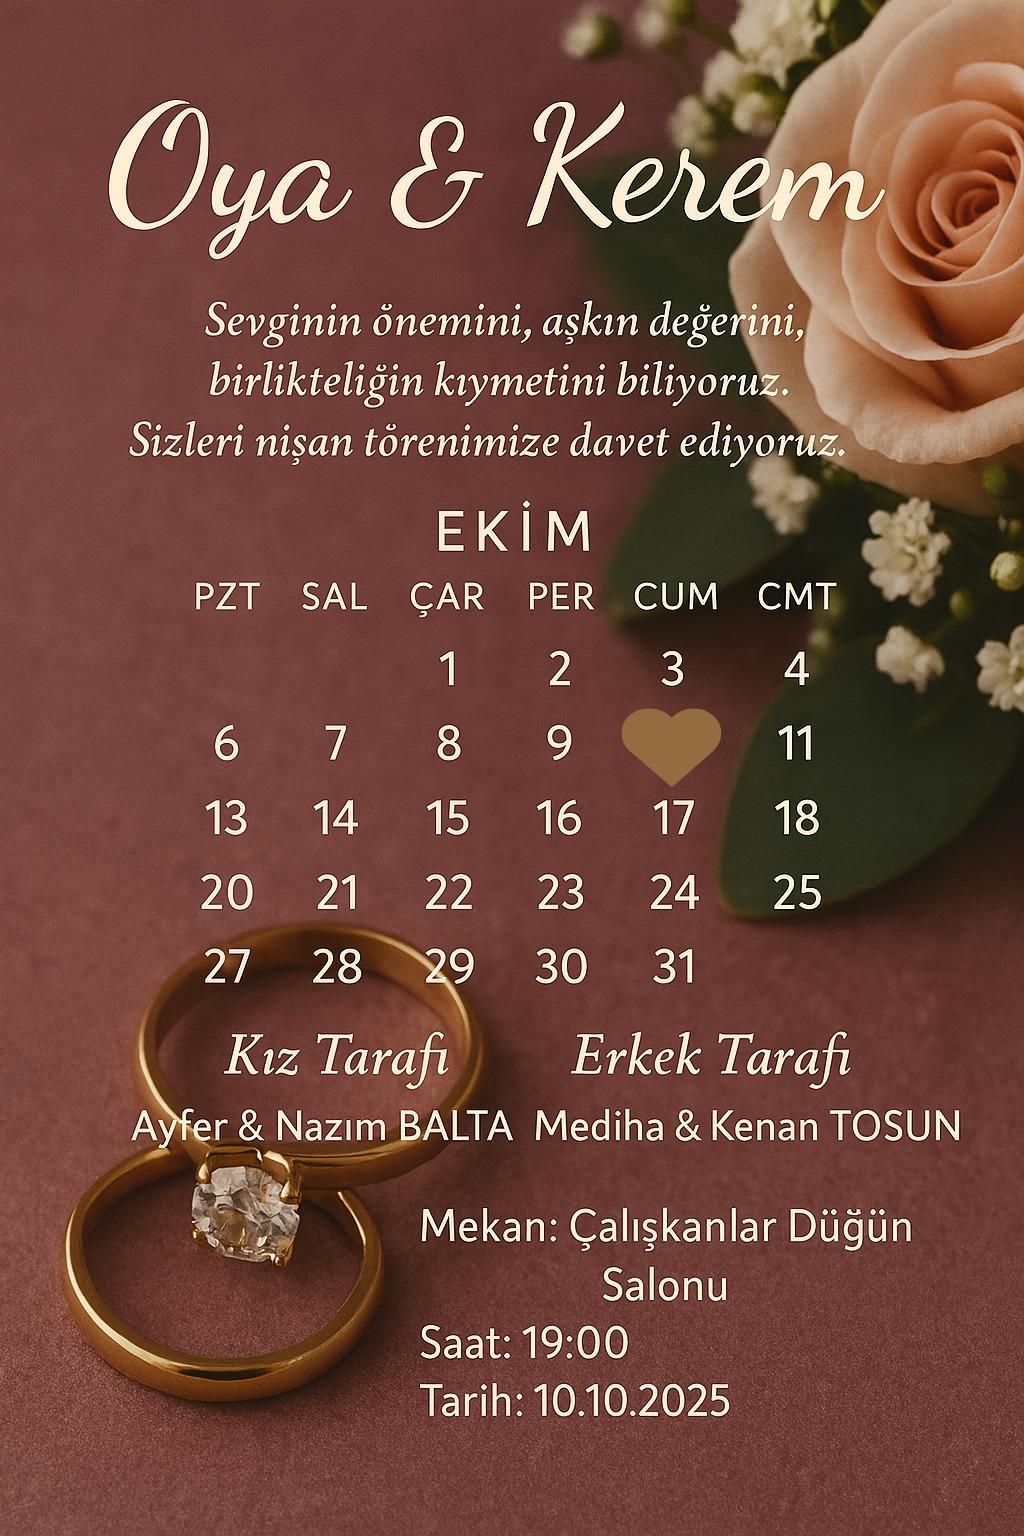 Oya & Kerem
Sevginin önemini, aşkın değerini,
birlikteliğin kıymetini biliyoruz.
Sizleri nişan törenimize davet ediyoruz.
EKİM
PZT SAL ÇAR PER CUM CMT
1 2 3 4
6 7 8 9 11
13 14 15 16 17 18
20 21 22 23 24 25
27 28 29 30 31
Kız Tarafı Erkek Tarafı
Ayfer & Nazım BALTA Mediha & Kenan TOSUN
Mekan: Çalışkanlar Düğün
Salonu
Saat: 19:00
Tarih: 10.10.2025